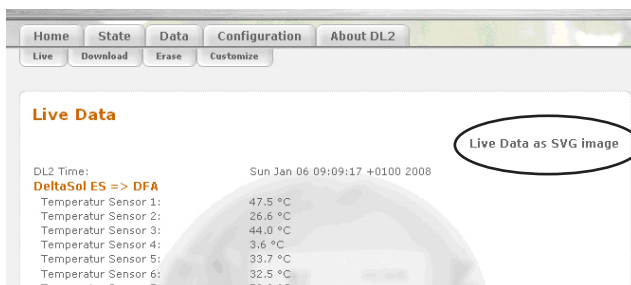 Home State Data Configuration About DL2
Live Download Erase Customize
Live Data
Live Data as SVG image
DL2 Time: Sun Jan 06 09:09:17 +0100 2008
DeltaSol ES => DFA
Temperatur Sensor 1: 47.5 °C
Temperatur Sensor 2: 26.6 °C
Temperatur Sensor 3: 44.0 °C
Temperatur Sensor 4: 3.6 °C
Temperatur Sensor 5: 33.7 °C
Temperatur Sensor 6: 32.5 °C